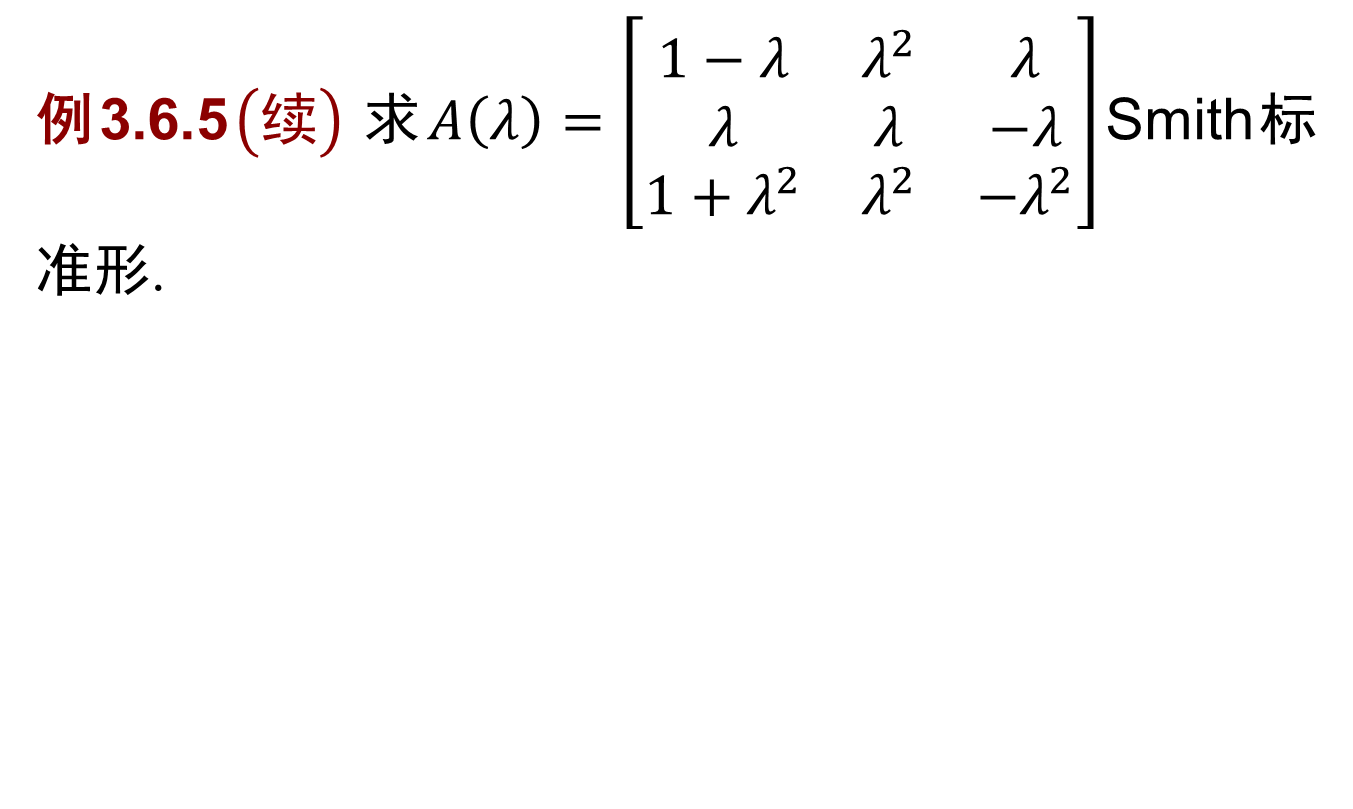 例3.6.5(续) 求A(λ) = [1 − λ λ² λ; λ λ −λ; 1 + λ² λ² −λ²] Smith标
准形.